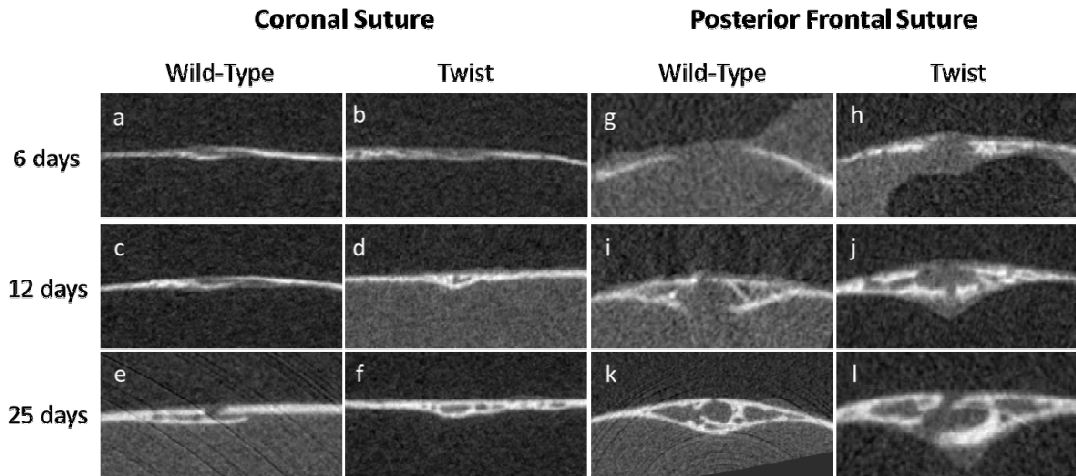 Coronal Suture Posterior Frontal Suture
Wild-Type Twist Wild-Type Twist
a b g h
6 days
c d i j
12 days
e f k l
25 days